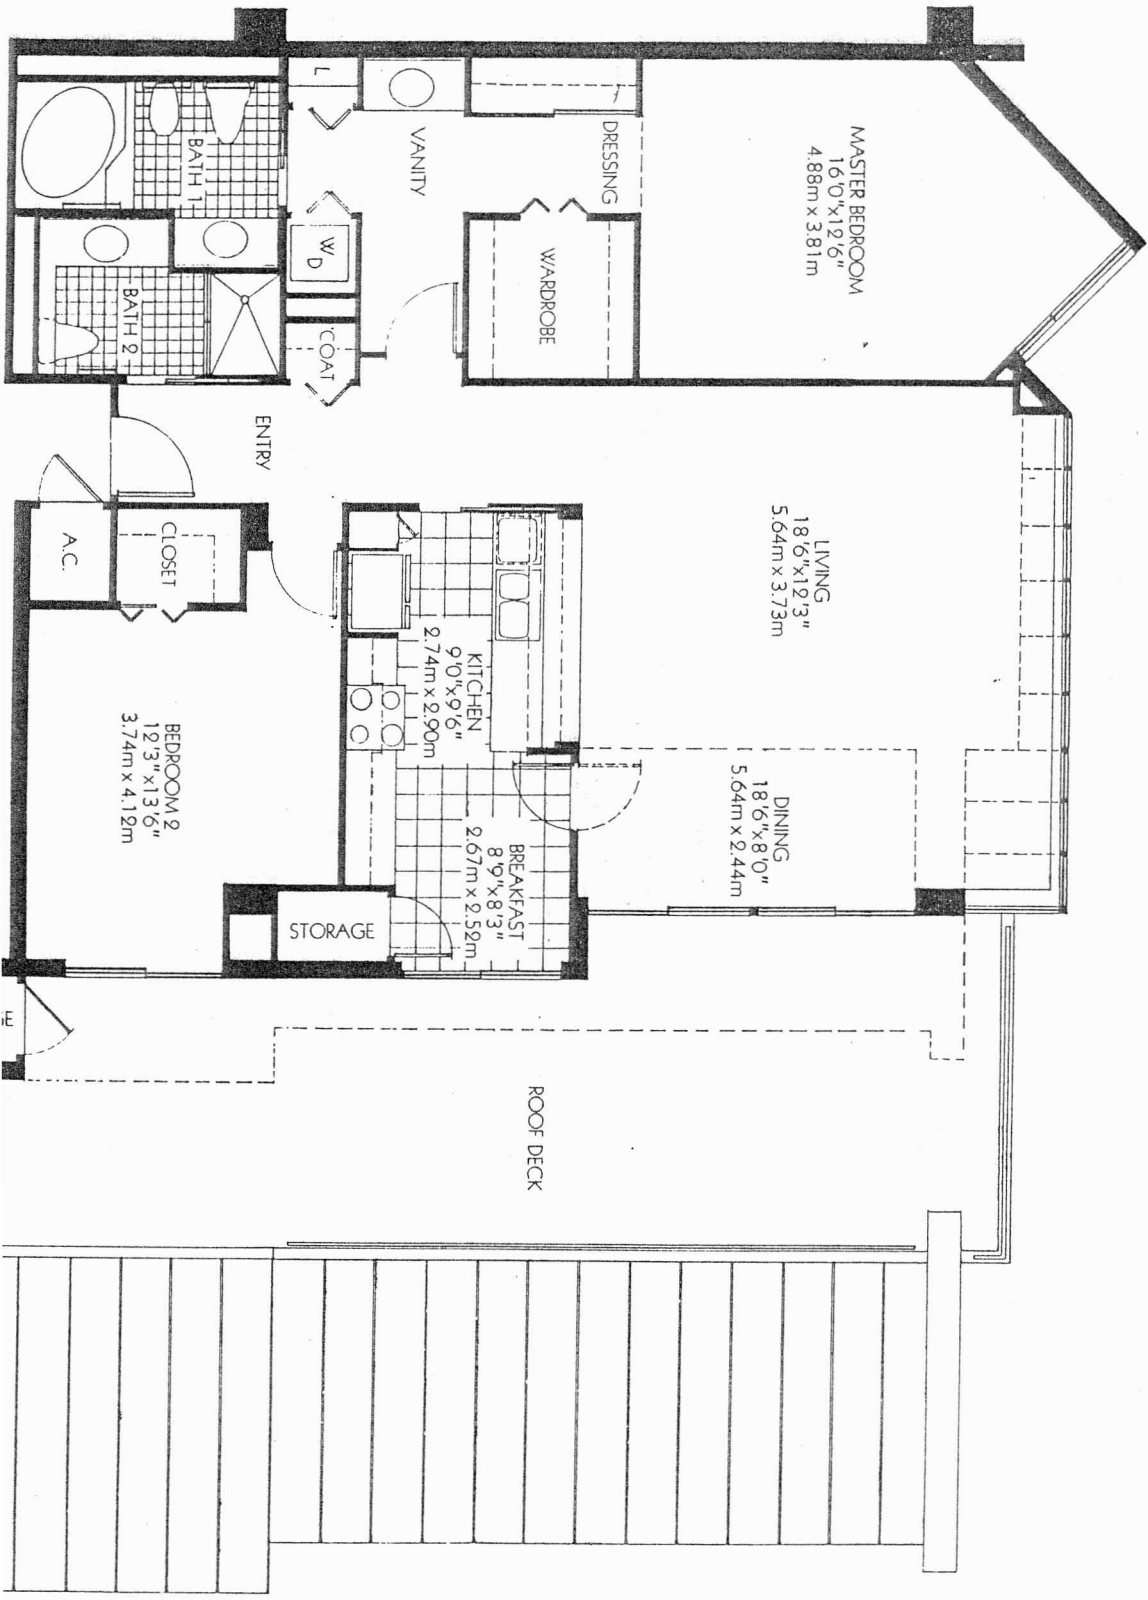 MASTER BEDROOM
16'0"x12'6"
4.88m x 3.81m
DRESSING
VANITY
L
BATH 1
W
D
WARDROBE
BATH 2
COAT
ENTRY
LIVING
18'6"x12'3"
5.64m x 3.73m
A.C.
CLOSET
KITCHEN
9'0"x9'6"
2.74m x 2.90m
DINING
18'6"x8'0"
5.64m x 2.44m
BEDROOM 2
12'3"x13'6"
3.74m x 4.12m
BREAKFAST
8'9"x8'3"
2.67m x 2.52m
STORAGE
ROOF DECK